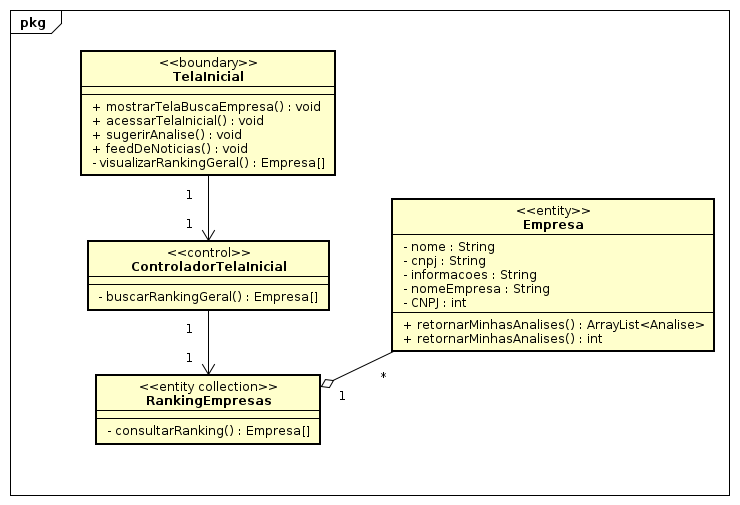 pkg
<<boundary>>
TelaInicial
+ mostrarTelaBuscaEmpresa() : void
+ acessarTelaInicial() : void
+ sugerirAnalise() : void
+ feedDeNoticias() : void
- visualizarRankingGeral() : Empresa[]
1
1
<<control>>
ControladorTelaInicial
- buscarRankingGeral() : Empresa[]
1
1
<<entity collection>>
RankingEmpresas
- consultarRanking() : Empresa[]
1
*
<<entity>>
Empresa
- nome : String
- cnpj : String
- informacoes : String
- nomeEmpresa : String
- CNPJ : int
+ retornarMinhasAnalises() : ArrayList<Analise>
+ retornarMinhasAnalises() : int